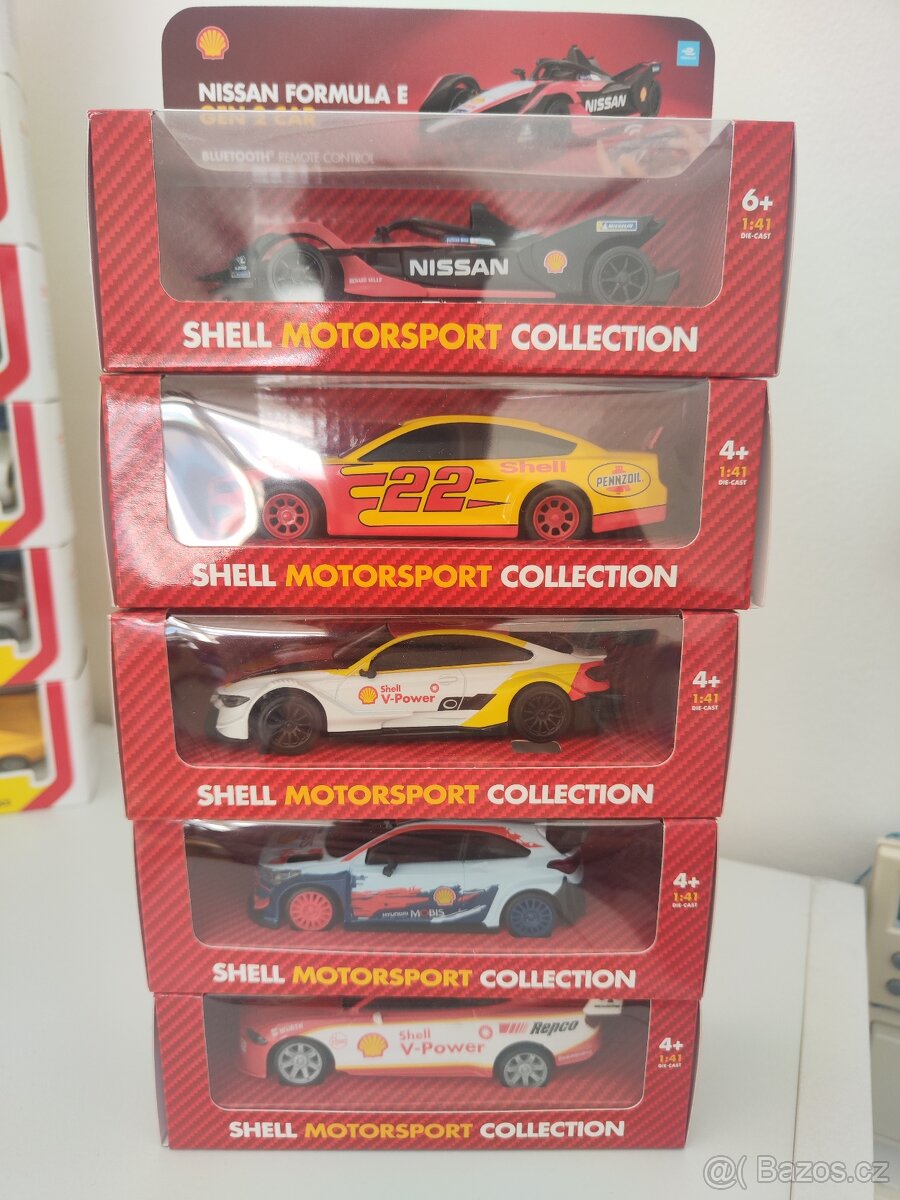 NISSAN FORMULA E
GEN 2 CAR
BLUETOOTH® REMOTE CONTROL
NISSAN
6+
1:41
DIE-CAST
MICHELIN
NISSAN
SHELL MOTORSPORT COLLECTION
4+
1:41
DIE-CAST
22
Shell
PENNZOIL
SHELL MOTORSPORT COLLECTION
4+
1:41
DIE-CAST
Shell
V-Power
SHELL MOTORSPORT COLLECTION
4+
1:41
DIE-CAST
HYUNDAI MOBIS
SHELL MOTORSPORT COLLECTION
4+
1:41
DIE-CAST
Shell
V-Power
Repco
SHELL MOTORSPORT COLLECTION
@( Bazos.cz